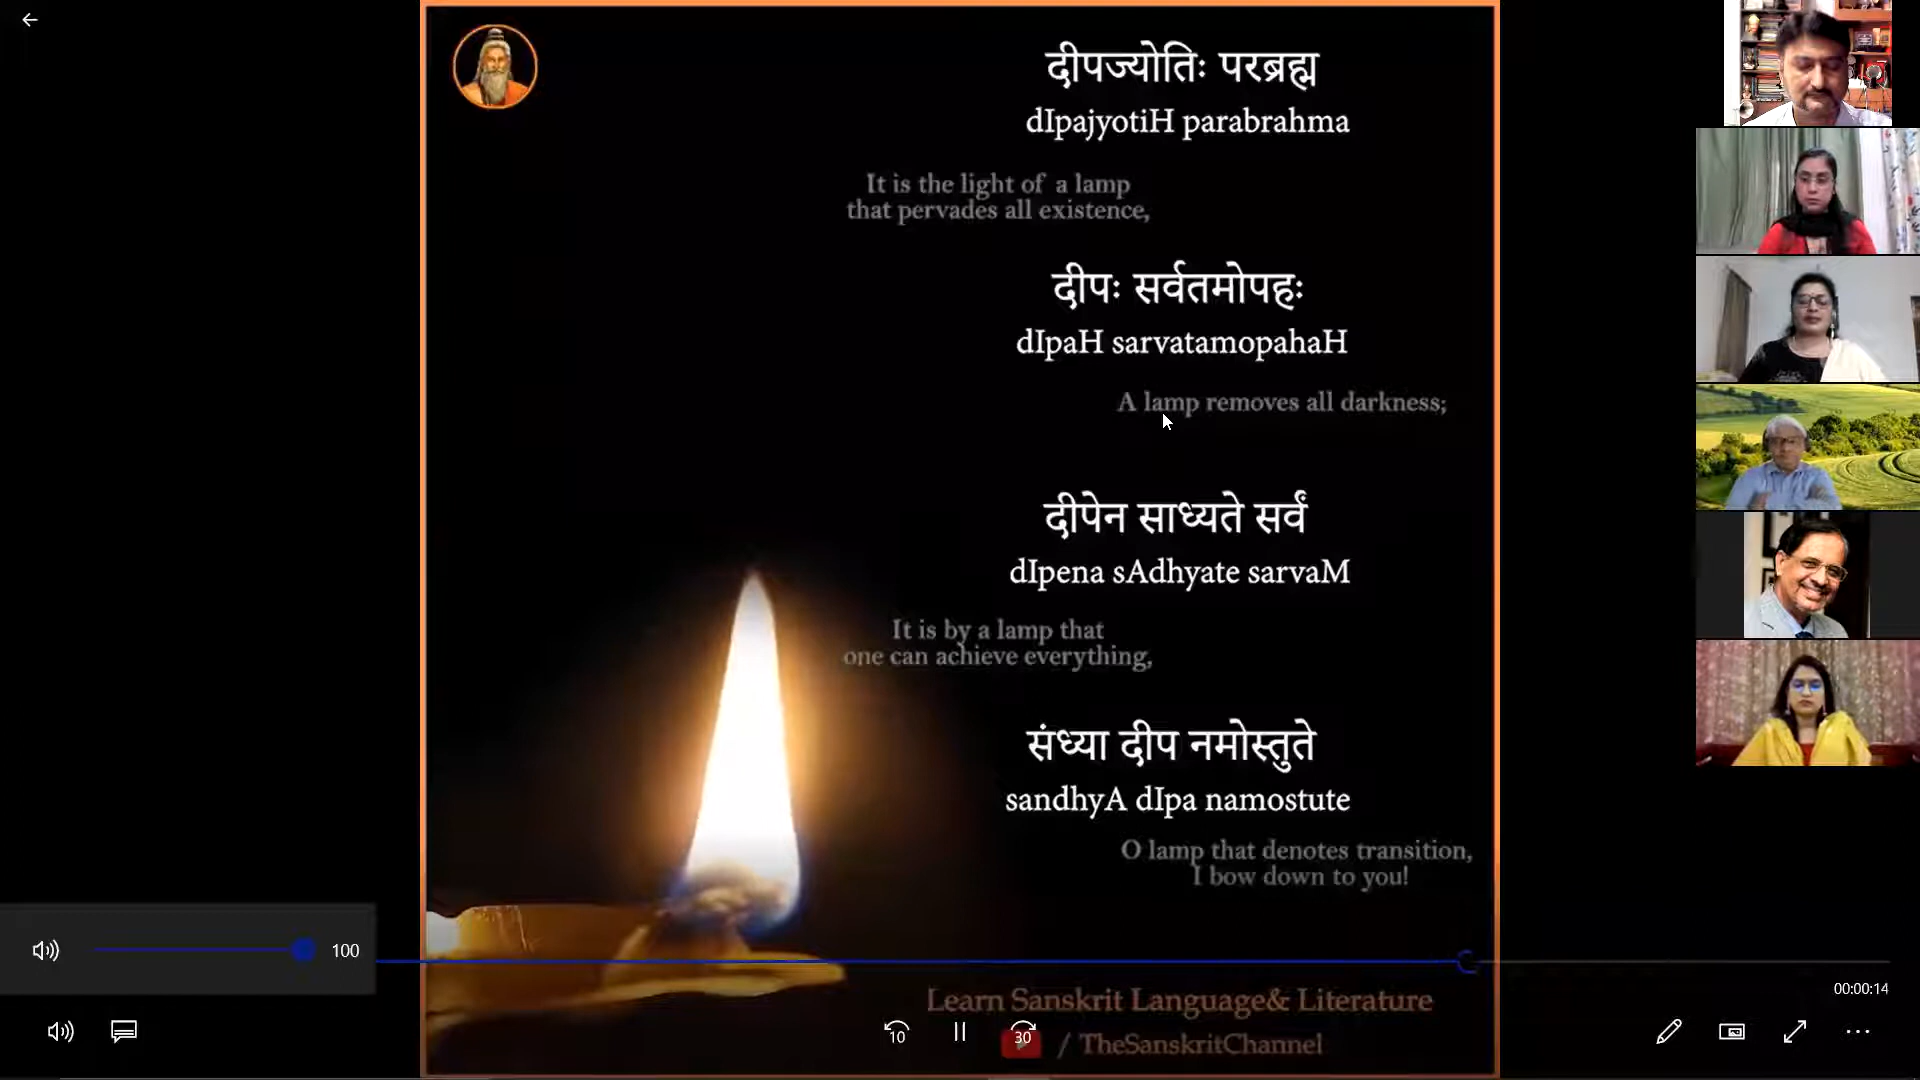 दीपज्योतिः परब्रह्म
dIpajyotiH parabrahma
It is the light of a lamp
that pervades all existence,
दीपः सर्वतमोपहः
dIpaH sarvatamopahaH
A lamp removes all darkness;
दीपेन साध्यते सर्वं
dIpena sAdhyate sarvaM
It is by a lamp that
one can achieve everything,
संध्या दीप नमोस्तुते
sandhyA dIpa namostute
O lamp that denotes transition,
I bow down to you!
100
00:00:14
Learn Sanskrit Language& Literature
10
30
/ TheSanskritChannel